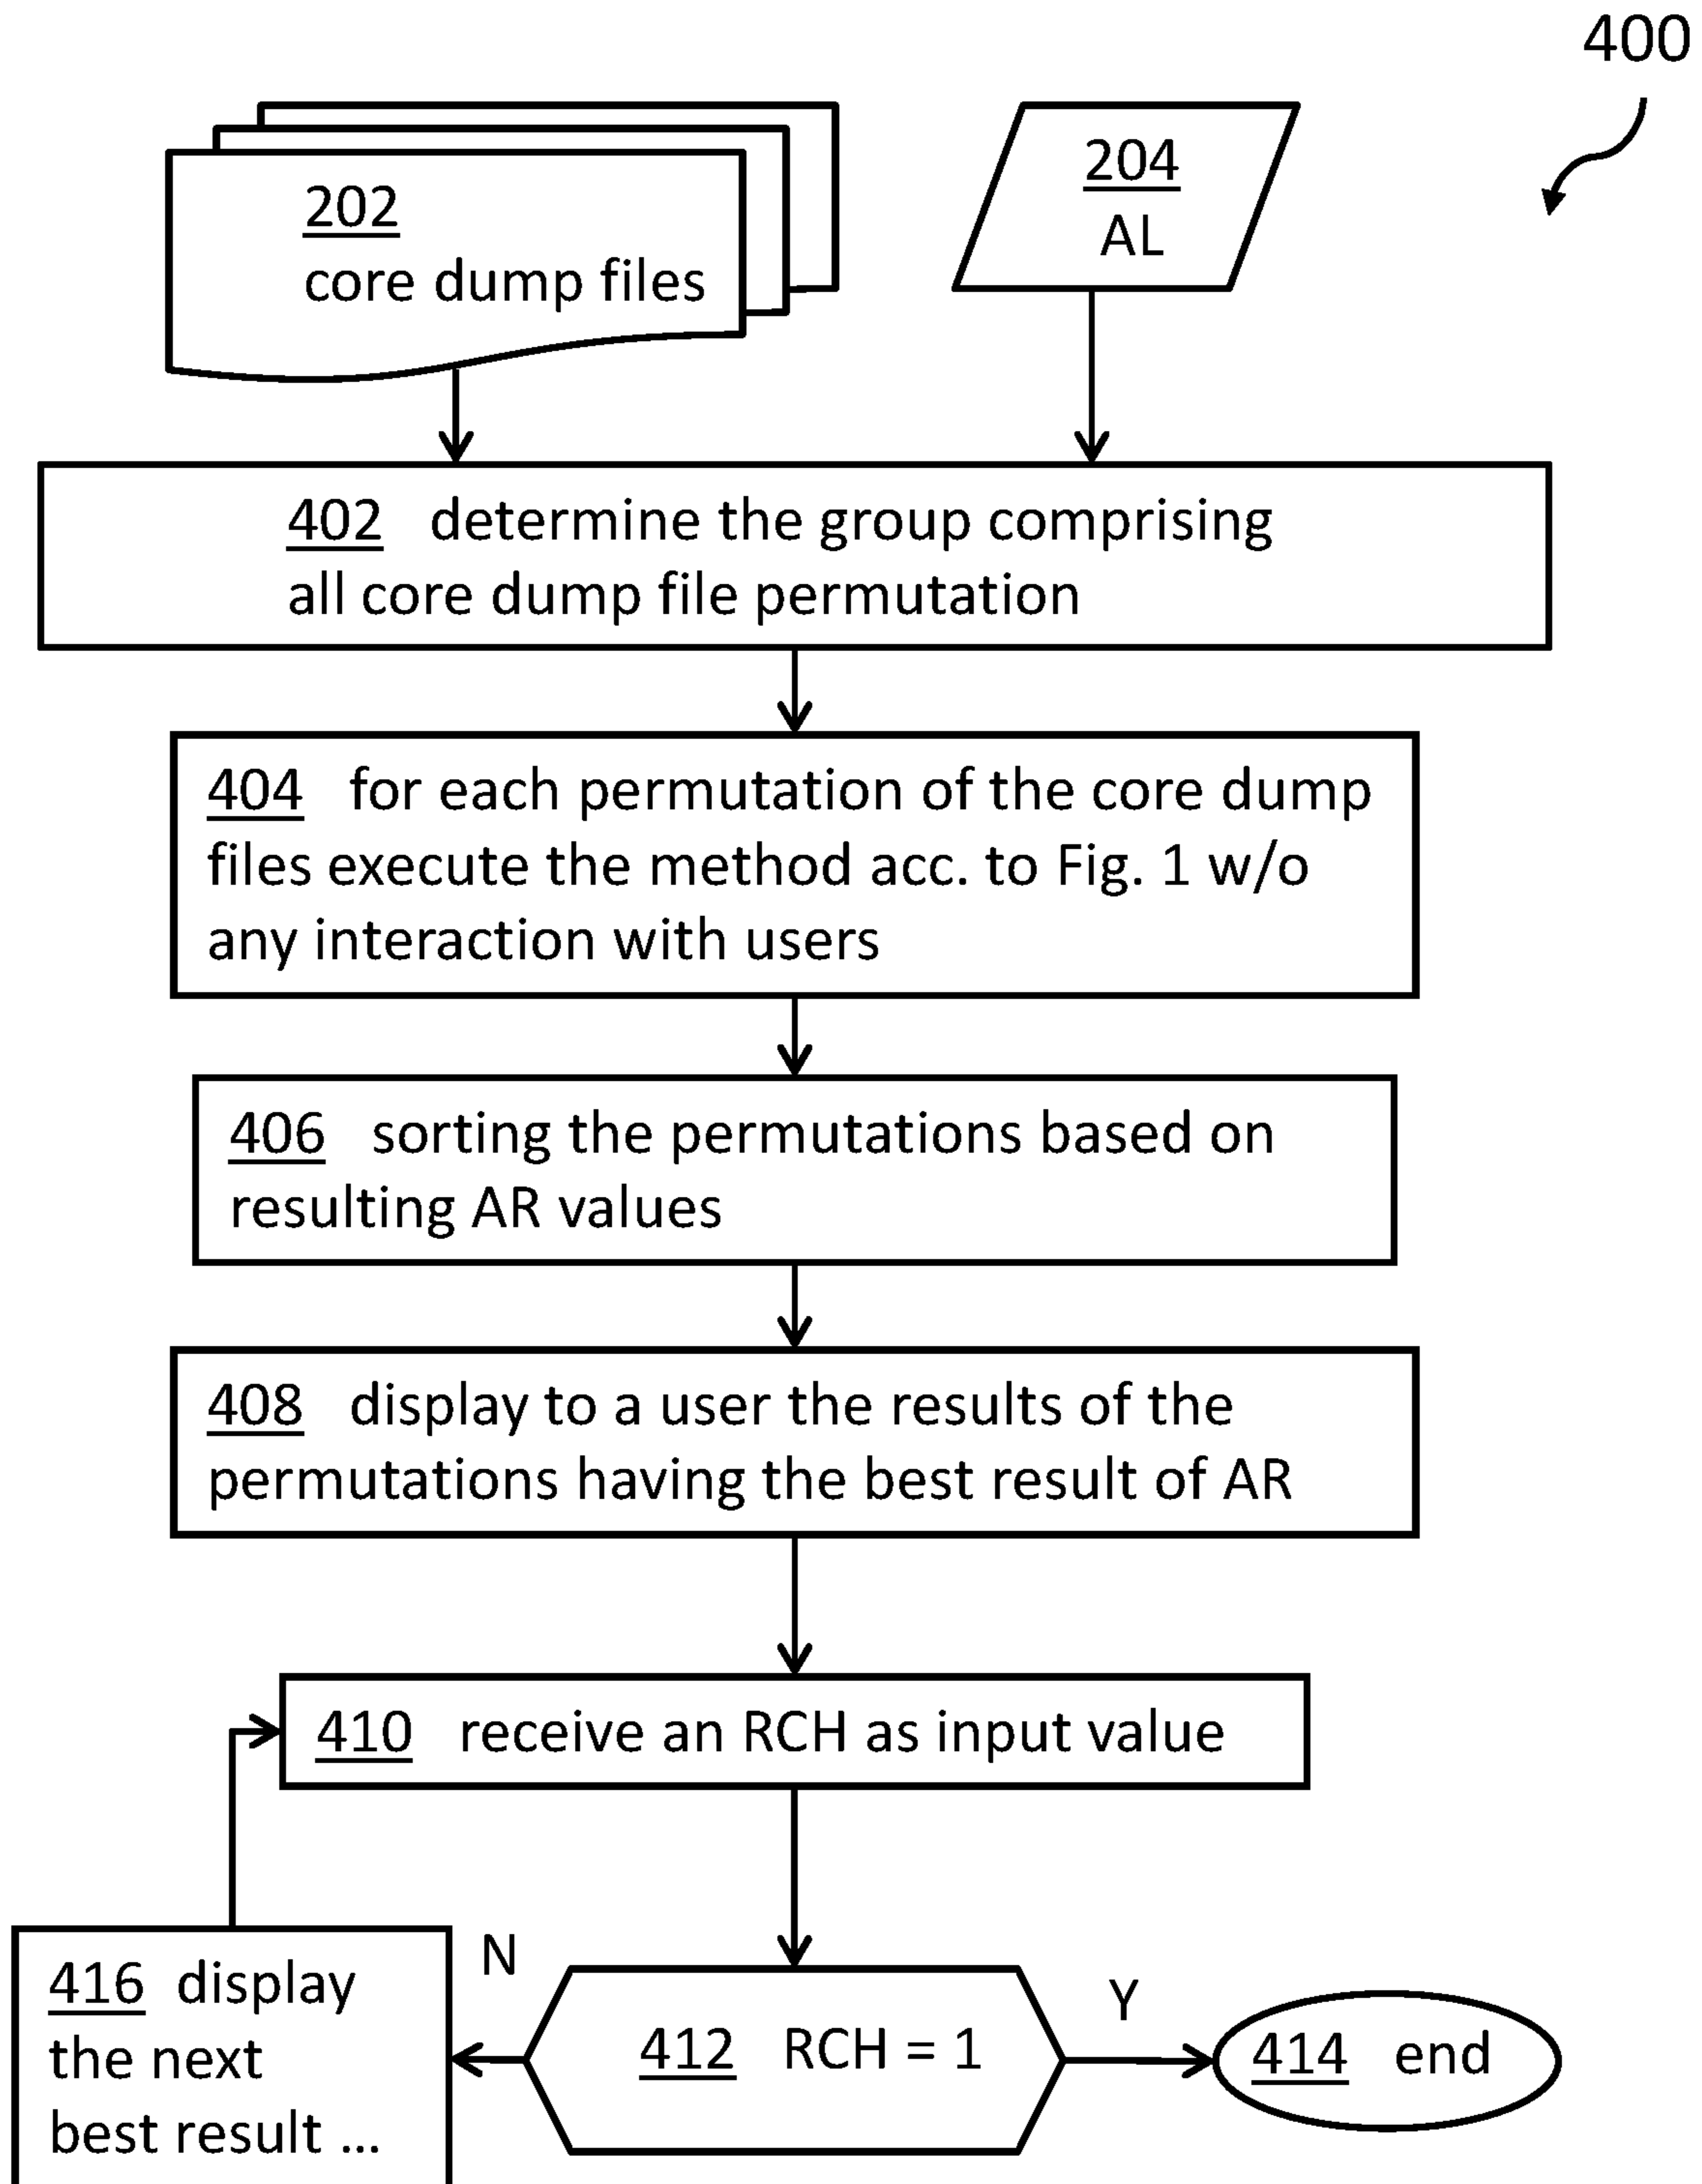 400
202
core dump files
204
AL
402 determine the group comprising
all core dump file permutation
404 for each permutation of the core dump
files execute the method acc. to Fig. 1 w/o
any interaction with users
406 sorting the permutations based on
resulting AR values
408 display to a user the results of the
permutations having the best result of AR
410 receive an RCH as input value
N
Y
416 display
the next
best result ...
412 RCH = 1
414 end